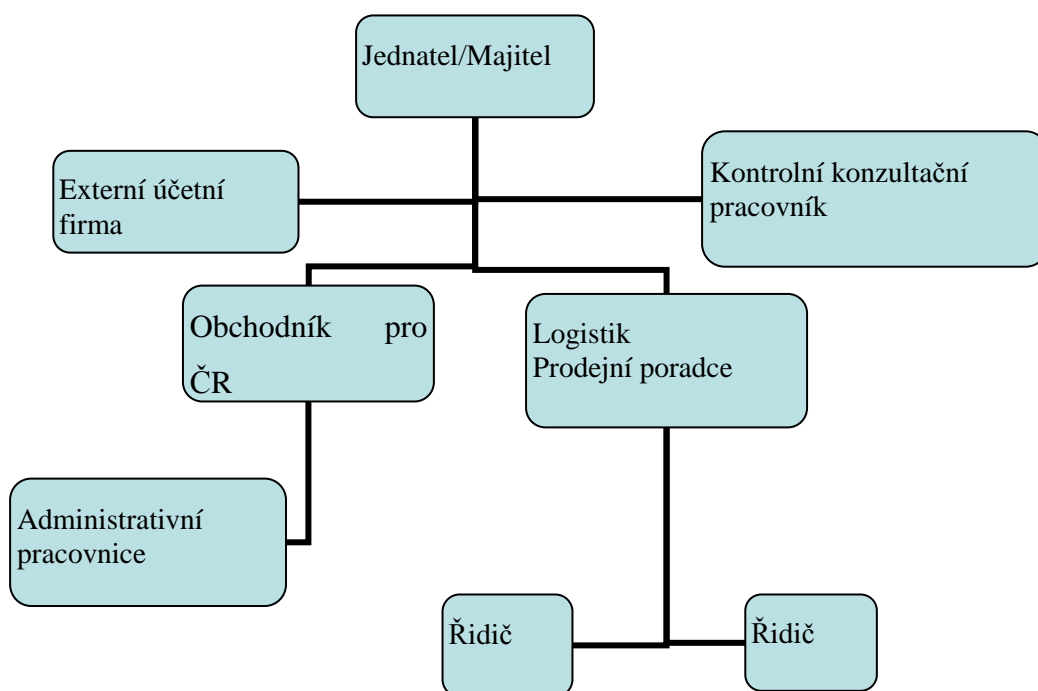 Jednatel/Majitel
Externí účetní
firma
Kontrolní konzultační
pracovník
Obchodník pro
ČR
Logistik
Prodejní poradce
Administrativní
pracovnice
Řidič
Řidič